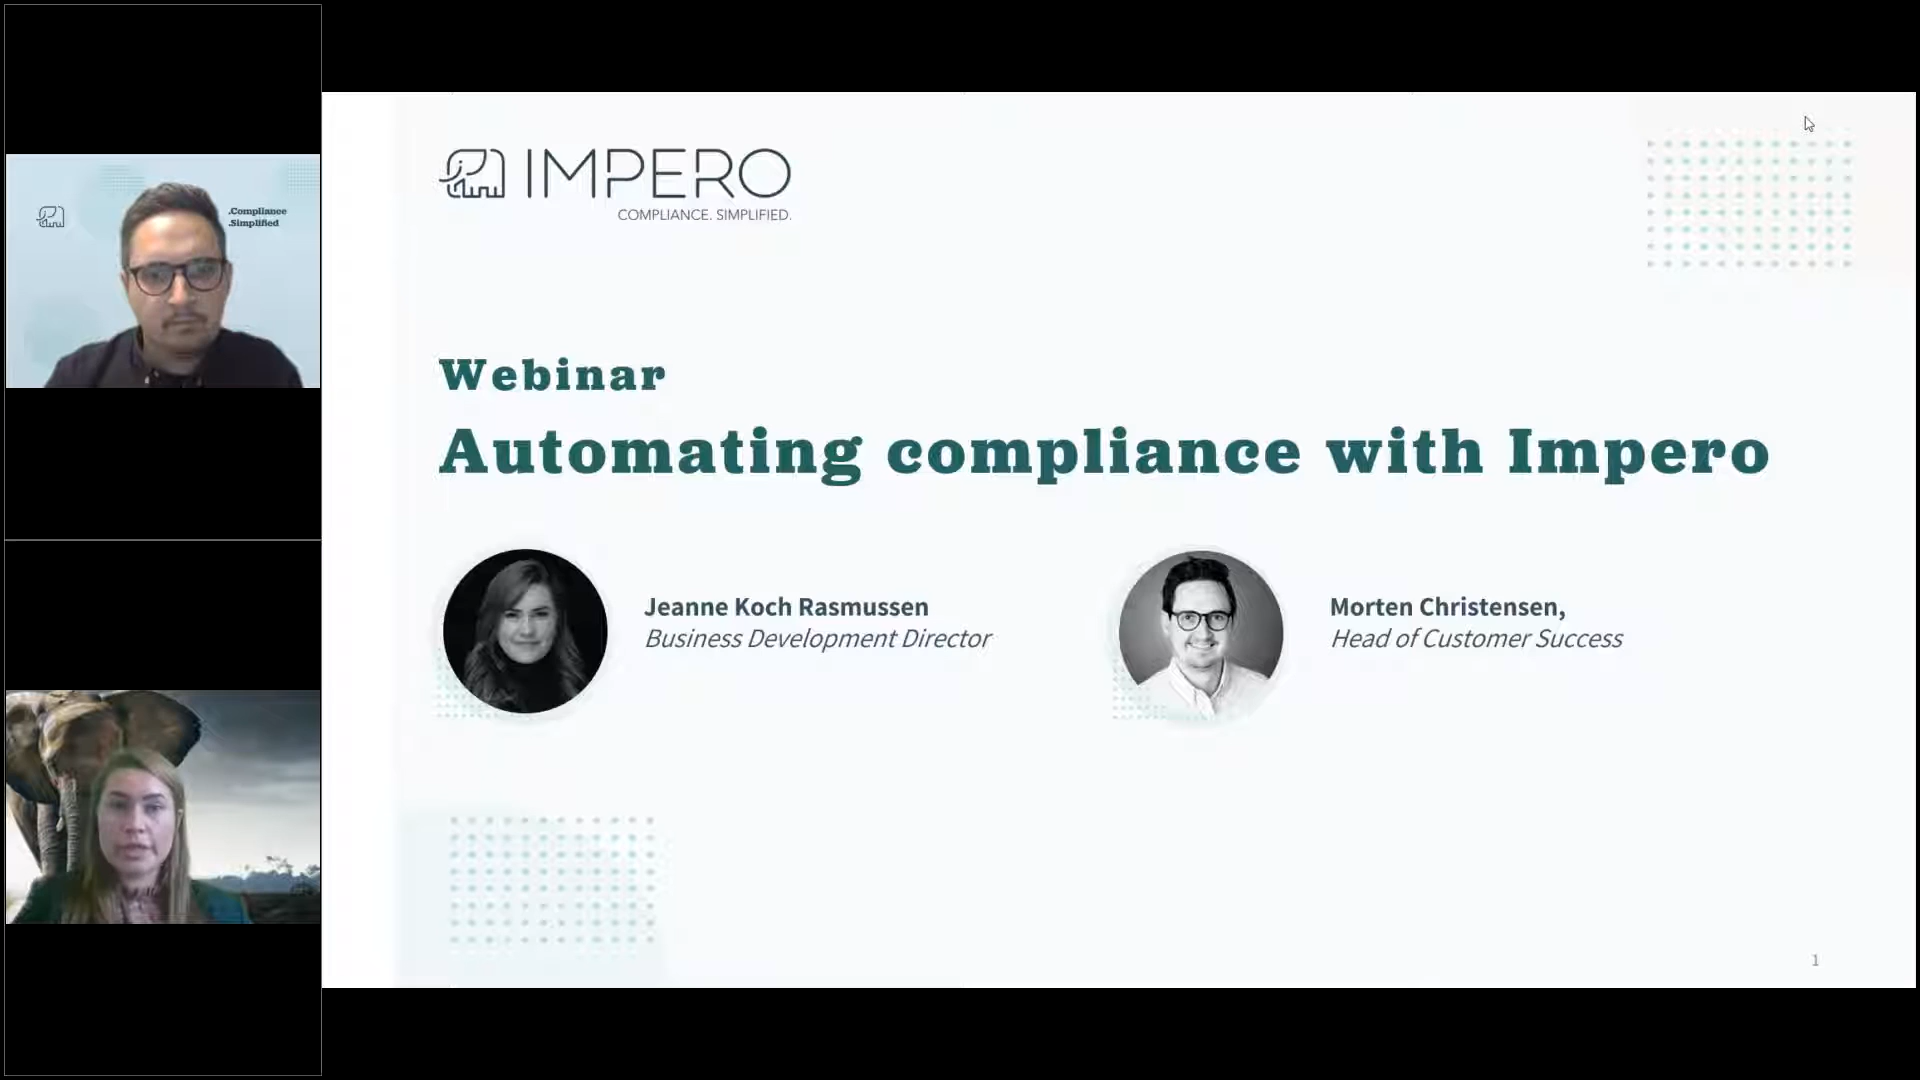 .Compliance
.Simplified
IMPERO
COMPLIANCE. SIMPLIFIED.
Webinar
Automating compliance with Impero
Jeanne Koch Rasmussen
Business Development Director
Morten Christensen,
Head of Customer Success
1